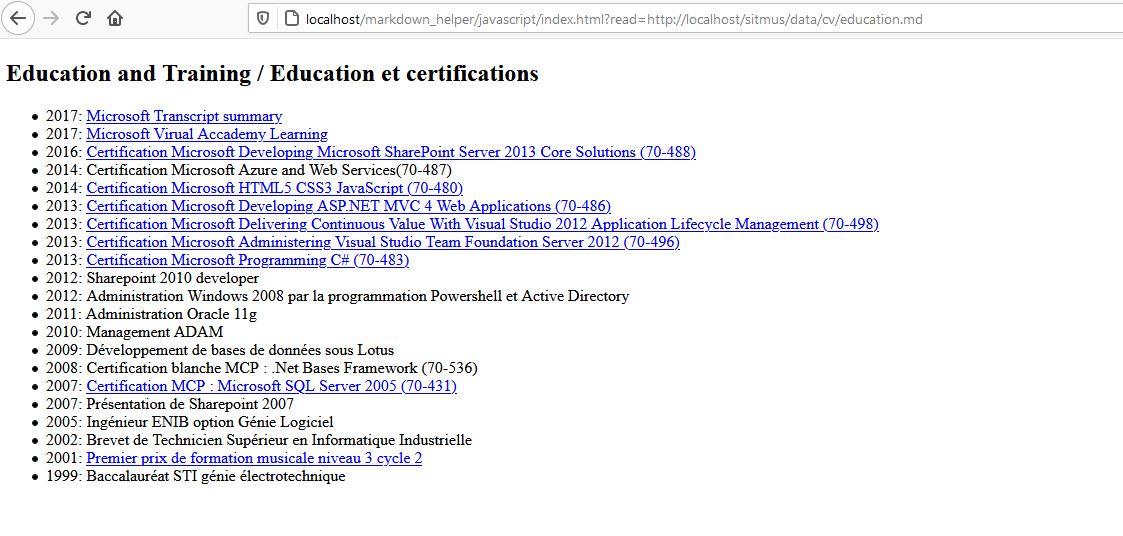 localhost/markdown_helper/javascript/index.html?read=http://localhost/sitmus/data/cv/education.md
Education and Training / Education et certifications
2017: Microsoft Transcript summary
2017: Microsoft Virual Accademy Learning
2016: Certification Microsoft Developing Microsoft SharePoint Server 2013 Core Solutions (70-488)
2014: Certification Microsoft Azure and Web Services(70-487)
2014: Certification Microsoft HTML5 CSS3 JavaScript (70-480)
2013: Certification Microsoft Developing ASP.NET MVC 4 Web Applications (70-486)
2013: Certification Microsoft Delivering Continuous Value With Visual Studio 2012 Application Lifecycle Management (70-498)
2013: Certification Microsoft Administering Visual Studio Team Foundation Server 2012 (70-496)
2013: Certification Microsoft Programming C# (70-483)
2012: Sharepoint 2010 developer
2012: Administration Windows 2008 par la programmation Powershell et Active Directory
2011: Administration Oracle 11g
2010: Management ADAM
2009: Développement de bases de données sous Lotus
2008: Certification blanche MCP : .Net Bases Framework (70-536)
2007: Certification MCP : Microsoft SQL Server 2005 (70-431)
2007: Présentation de Sharepoint 2007
2005: Ingénieur ENIB option Génie Logiciel
2002: Brevet de Technicien Supérieur en Informatique Industrielle
2001: Premier prix de formation musicale niveau 3 cycle 2
1999: Baccalauréat STI génie électrotechnique